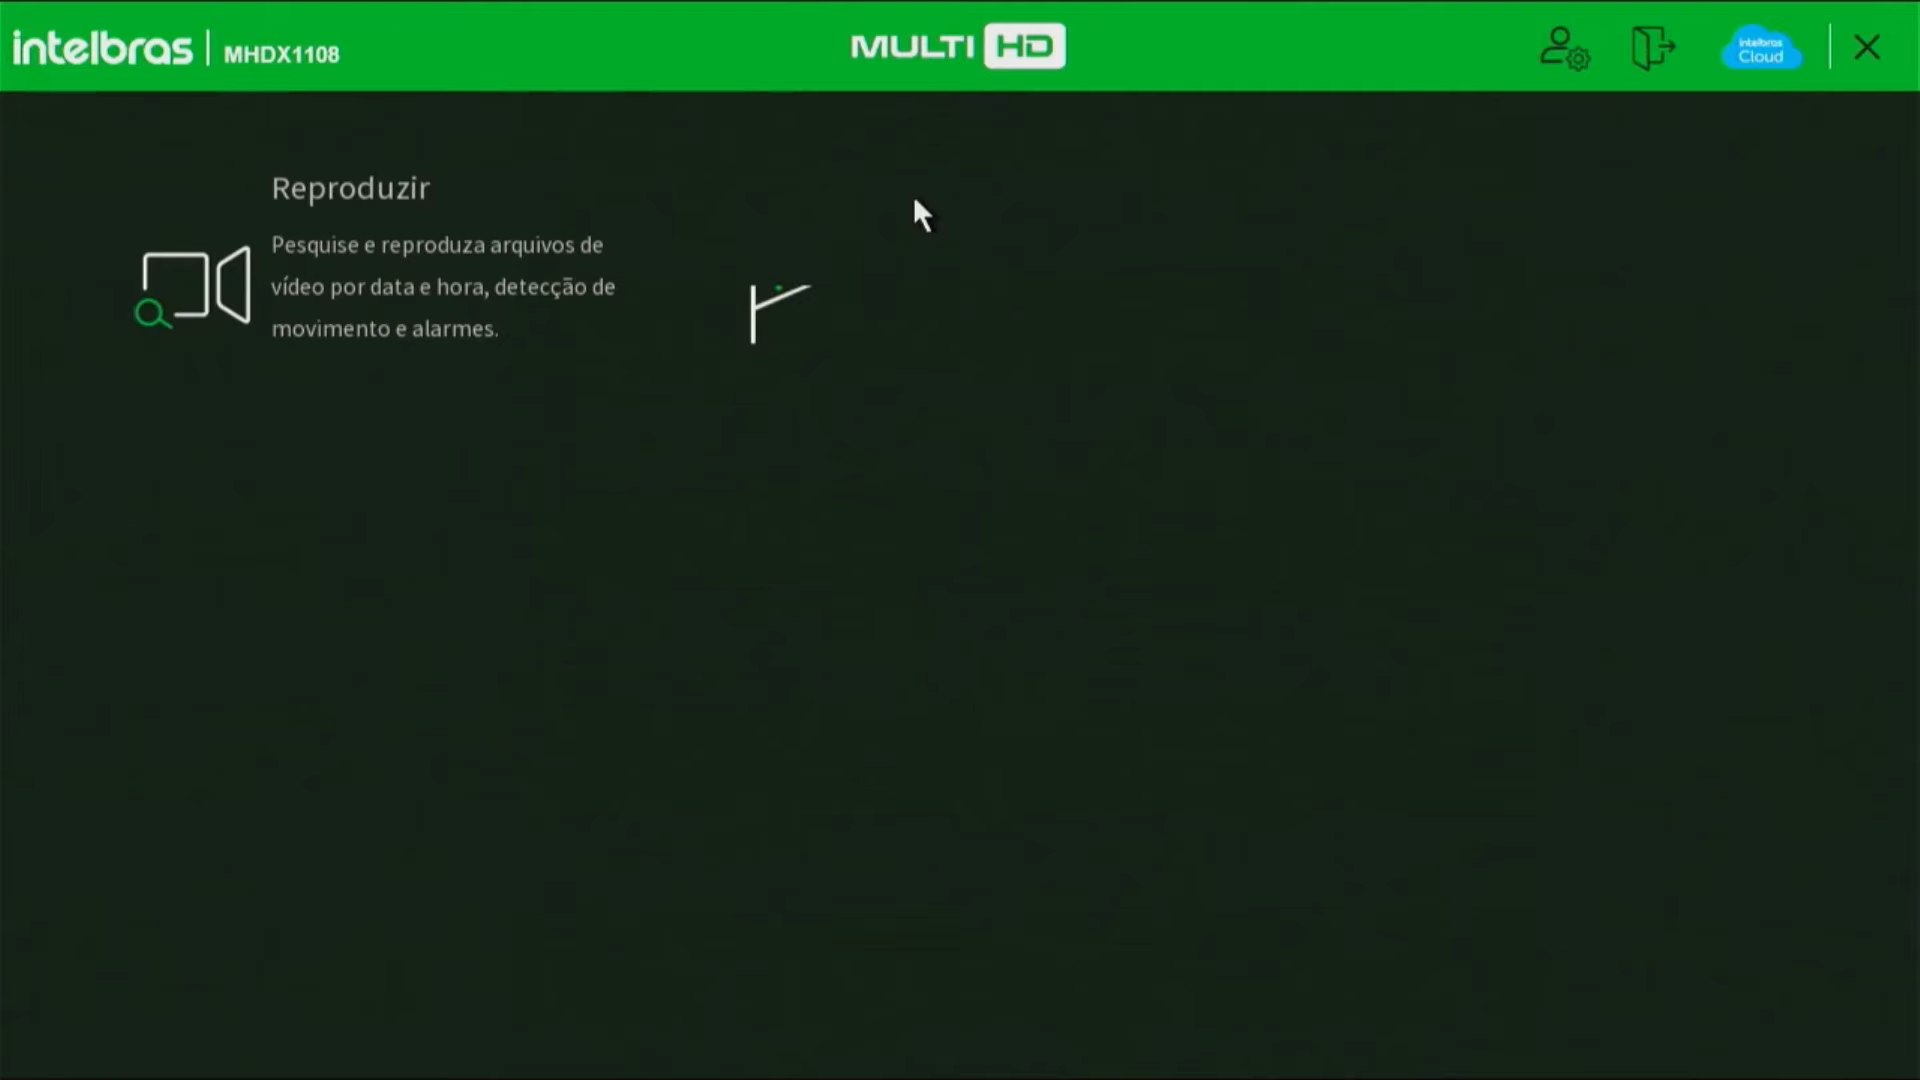 intelbras | MHDX1108
MULTI HD
intelbras
Cloud
Reproduzir
Pesquise e reproduza arquivos de
vídeo por data e hora, detecção de
movimento e alarmes.